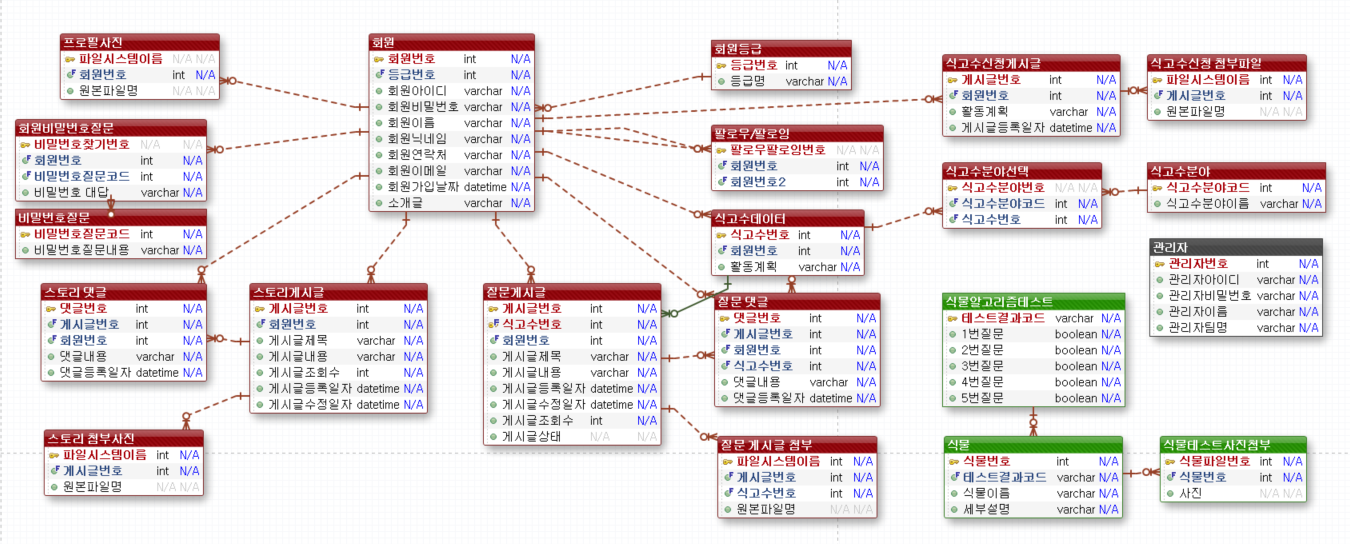 프로필사진
파일시스템이름 N/A N/A
회원번호 int N/A
원본파일명 N/A N/A
회원비밀번호질문
비밀번호찾기번호 N/A N/A
회원번호 int N/A
비밀번호질문코드 int N/A
비밀번호 대답 varchar N/A
비밀번호질문
비밀번호질문코드 int N/A
비밀번호질문내용 varchar N/A
회원
회원번호 int N/A
등급번호 int N/A
회원아이디 varchar N/A
회원비밀번호 varchar N/A
회원이름 varchar N/A
회원닉네임 varchar N/A
회원연락처 varchar N/A
회원이메일 varchar N/A
회원가입날짜 datetime N/A
소개글 varchar N/A
회원등급
등급번호 int N/A
등급명 varchar N/A
팔로우/팔로잉
팔로우팔로잉번호 N/A N/A
회원번호 int N/A
회원번호2 int N/A
식고수데이터
식고수번호 int N/A
회원번호 int N/A
활동계획 varchar N/A
식고수신청게시글
게시글번호 int N/A
회원번호 int N/A
활동계획 varchar N/A
게시글등록일자 datetime N/A
식고수신청 첨부파일
파일시스템이름 int N/A
게시글번호 int N/A
원본파일명 N/A N/A
식고수분야선택
식고수분야번호 N/A N/A
식고수분야코드 int N/A
식고수번호 int N/A
식고수분야
식고수분야코드 int N/A
식고수분야이름 varchar N/A
관리자
관리자번호 int N/A
관리자아이디 varchar N/A
관리자비밀번호 varchar N/A
관리자이름 varchar N/A
관리자팀명 varchar N/A
스토리 댓글
댓글번호 int N/A
게시글번호 int N/A
회원번호 int N/A
댓글내용 varchar N/A
댓글등록일자 datetime N/A
스토리게시글
게시글번호 int N/A
회원번호 int N/A
게시글제목 varchar N/A
게시글내용 varchar N/A
게시글조회수 int N/A
게시글등록일자 datetime N/A
게시글수정일자 datetime N/A
질문게시글
게시글번호 int N/A
식고수번호 int N/A
회원번호 int N/A
게시글제목 varchar N/A
게시글내용 varchar N/A
게시글등록일자 datetime N/A
게시글수정일자 datetime N/A
게시글조회수 int N/A
게시글상태 N/A N/A
질문 댓글
댓글번호 int N/A
게시글번호 int N/A
회원번호 int N/A
식고수번호 int N/A
댓글내용 varchar N/A
댓글등록일자 datetime N/A
식물알고리즘테스트
테스트결과코드 varchar N/A
1번질문 boolean N/A
2번질문 boolean N/A
3번질문 boolean N/A
4번질문 boolean N/A
5번질문 boolean N/A
스토리 첨부사진
파일시스템이름 int N/A
게시글번호 int N/A
원본파일명 N/A N/A
질문 게시글 첨부
파일시스템이름 int N/A
게시글번호 int N/A
식고수번호 int N/A
원본파일명 N/A N/A
식물
식물번호 int N/A
테스트결과코드 varchar N/A
식물이름 varchar N/A
세부설명 varchar N/A
식물테스트사진첨부
식물파일번호 int N/A
식물번호 int N/A
사진 N/A N/A